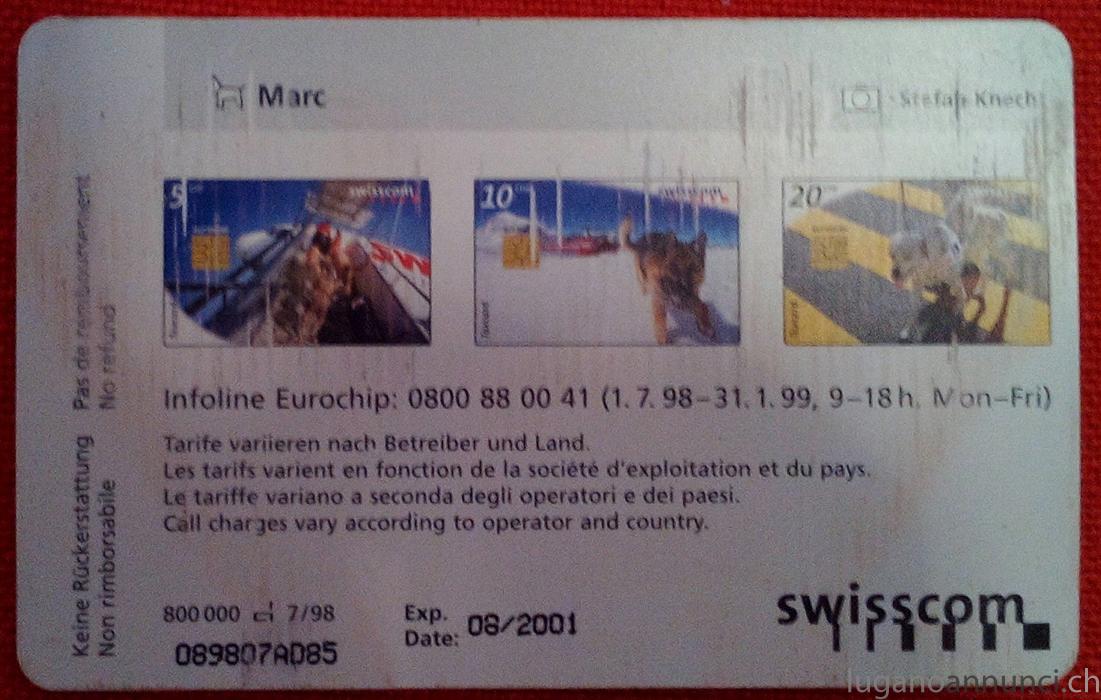 Marc
Stefan Knecht
5 swisscom
10 swisscom
20
Infoline Eurochip: 0800 88 00 41 (1. 7. 98–31. 1. 99, 9–18 h, Mon–Fri)
Tarife variieren nach Betreiber und Land.
Les tarifs varient en fonction de la société d'exploitation et du pays.
Le tariffe variano a seconda degli operatori e dei paesi.
Call charges vary according to operator and country.
Keine Rückerstattung Pas de remboursement
Non rimborsabile No refund
800 000 7/98
089807AD85
Exp.
Date: 08/2001
swisscom
luganoannunci.ch